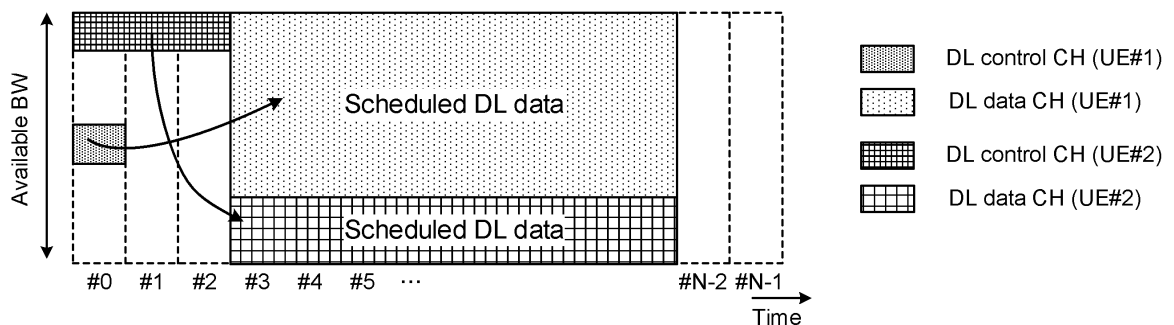 Available BW
Scheduled DL data
Scheduled DL data
#0 #1 #2 #3 #4 #5 ... #N-2 #N-1
Time
DL control CH (UE#1)
DL data CH (UE#1)
DL control CH (UE#2)
DL data CH (UE#2)